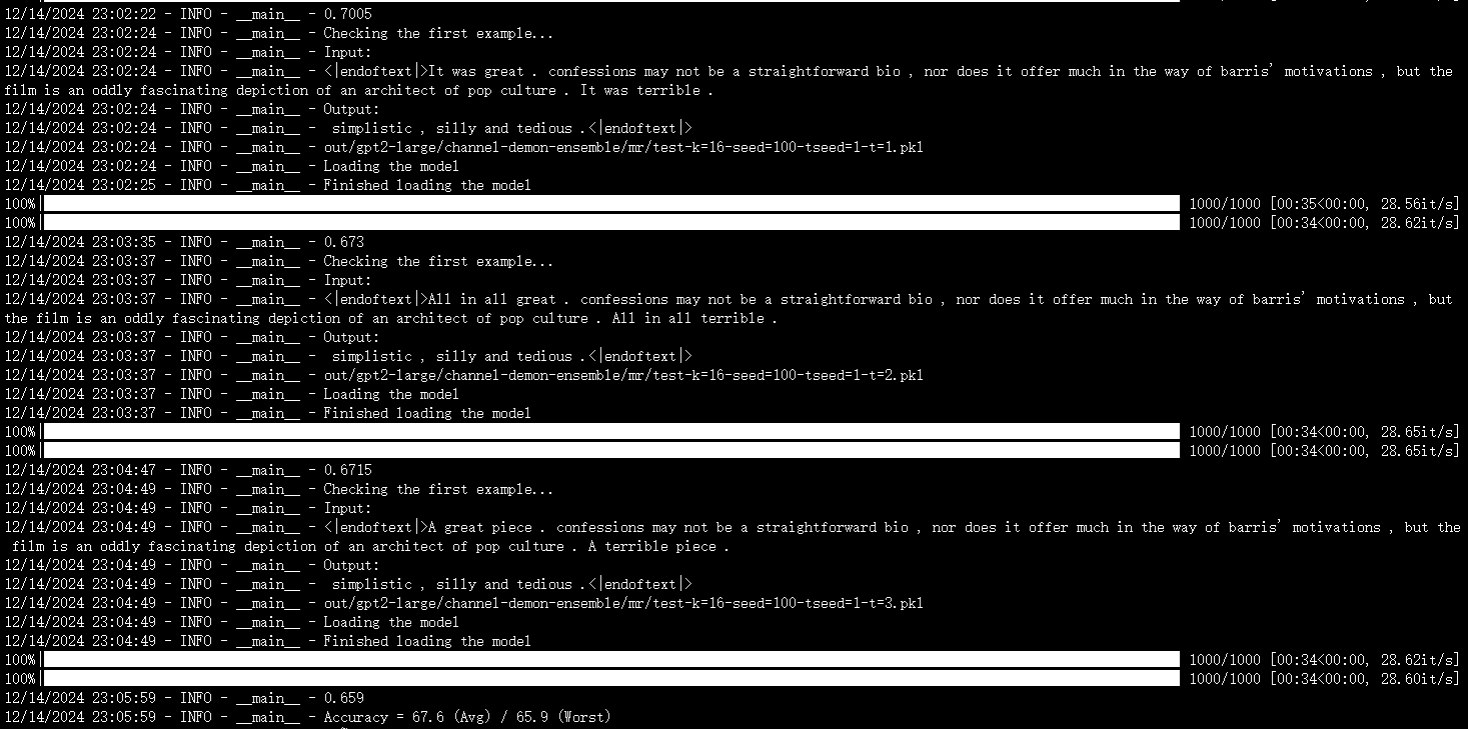 12/14/2024 23:02:22 - INFO - __main__ - 0.7005
12/14/2024 23:02:24 - INFO - __main__ - Checking the first example...
12/14/2024 23:02:24 - INFO - __main__ - Input:
12/14/2024 23:02:24 - INFO - __main__ - <|endoftext|>It was great . confessions may not be a straightforward bio , nor does it offer much in the way of barris' motivations , but the
film is an oddly fascinating depiction of an architect of pop culture . It was terrible .
12/14/2024 23:02:24 - INFO - __main__ - Output:
12/14/2024 23:02:24 - INFO - __main__ -  simplistic , silly and tedious .<|endoftext|>
12/14/2024 23:02:24 - INFO - __main__ - out/gpt2-large/channel-demon-ensemble/mr/test-k=16-seed=100-tseed=1-t=1.pkl
12/14/2024 23:02:24 - INFO - __main__ - Loading the model
12/14/2024 23:02:25 - INFO - __main__ - Finished loading the model
100%| 1000/1000 [00:35<00:00, 28.56it/s]
100%| 1000/1000 [00:34<00:00, 28.62it/s]
12/14/2024 23:03:35 - INFO - __main__ - 0.673
12/14/2024 23:03:37 - INFO - __main__ - Checking the first example...
12/14/2024 23:03:37 - INFO - __main__ - Input:
12/14/2024 23:03:37 - INFO - __main__ - <|endoftext|>All in all great . confessions may not be a straightforward bio , nor does it offer much in the way of barris' motivations , but
the film is an oddly fascinating depiction of an architect of pop culture . All in all terrible .
12/14/2024 23:03:37 - INFO - __main__ - Output:
12/14/2024 23:03:37 - INFO - __main__ -  simplistic , silly and tedious .<|endoftext|>
12/14/2024 23:03:37 - INFO - __main__ - out/gpt2-large/channel-demon-ensemble/mr/test-k=16-seed=100-tseed=1-t=2.pkl
12/14/2024 23:03:37 - INFO - __main__ - Loading the model
12/14/2024 23:03:37 - INFO - __main__ - Finished loading the model
100%| 1000/1000 [00:34<00:00, 28.65it/s]
100%| 1000/1000 [00:34<00:00, 28.65it/s]
12/14/2024 23:04:47 - INFO - __main__ - 0.6715
12/14/2024 23:04:49 - INFO - __main__ - Checking the first example...
12/14/2024 23:04:49 - INFO - __main__ - Input:
12/14/2024 23:04:49 - INFO - __main__ - <|endoftext|>A great piece . confessions may not be a straightforward bio , nor does it offer much in the way of barris' motivations , but the
film is an oddly fascinating depiction of an architect of pop culture . A terrible piece .
12/14/2024 23:04:49 - INFO - __main__ - Output:
12/14/2024 23:04:49 - INFO - __main__ -  simplistic , silly and tedious .<|endoftext|>
12/14/2024 23:04:49 - INFO - __main__ - out/gpt2-large/channel-demon-ensemble/mr/test-k=16-seed=100-tseed=1-t=3.pkl
12/14/2024 23:04:49 - INFO - __main__ - Loading the model
12/14/2024 23:04:49 - INFO - __main__ - Finished loading the model
100%| 1000/1000 [00:34<00:00, 28.62it/s]
100%| 1000/1000 [00:34<00:00, 28.60it/s]
12/14/2024 23:05:59 - INFO - __main__ - 0.659
12/14/2024 23:05:59 - INFO - __main__ - Accuracy = 67.6 (Avg) / 65.9 (Worst)